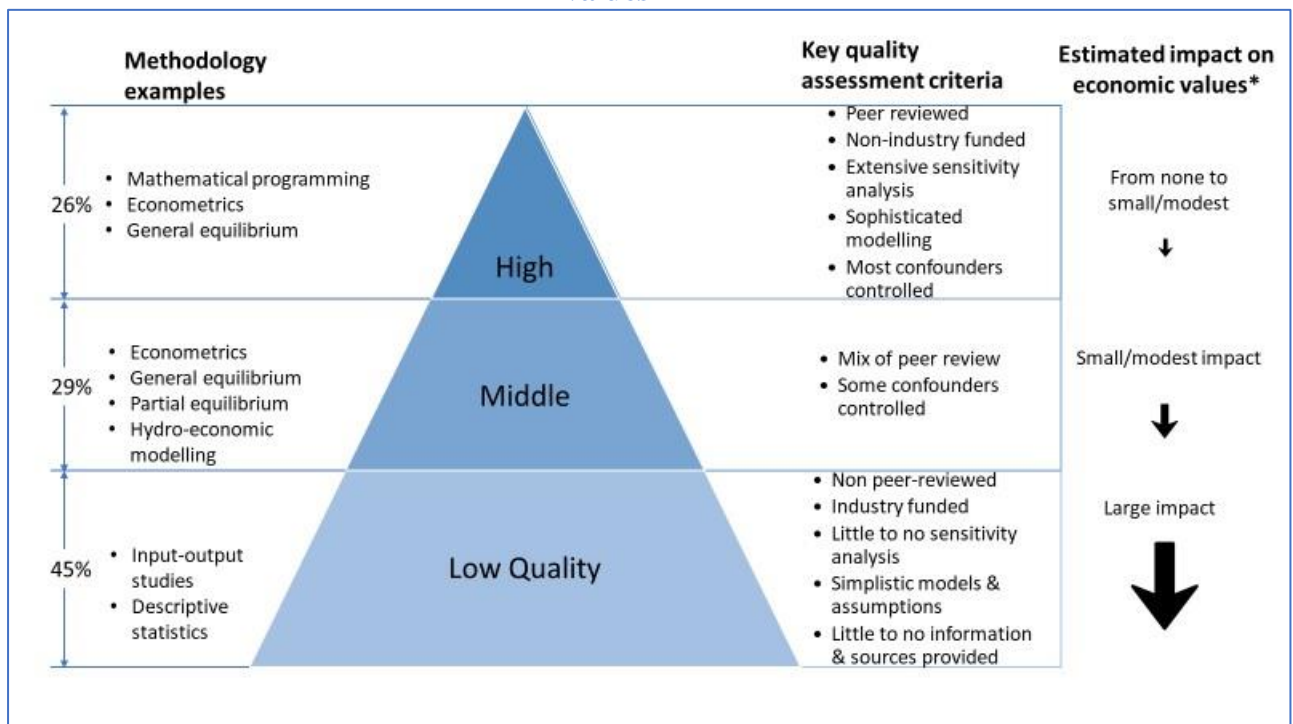 Methodology
examples
Key quality
assessment criteria
Estimated impact on
economic values*
26%
• Mathematical programming
• Econometrics
• General equilibrium
High
• Peer reviewed
• Non-industry funded
• Extensive sensitivity
analysis
• Sophisticated
modelling
• Most confounders
controlled
From none to
small/modest
29%
• Econometrics
• General equilibrium
• Partial equilibrium
• Hydro-economic
modelling
Middle
• Mix of peer review
• Some confounders
controlled
Small/modest impact
45%
• Input-output
studies
• Descriptive
statistics
Low Quality
• Non peer-reviewed
• Industry funded
• Little to no sensitivity
analysis
• Simplistic models &
assumptions
• Little to no information
& sources provided
Large impact